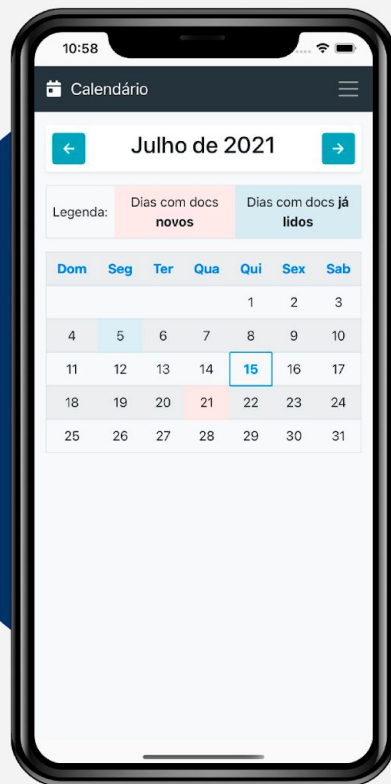 10:58
Calendário
Julho de 2021
Legenda: Dias com docs novos Dias com docs já lidos
Dom Seg Ter Qua Qui Sex Sab
1 2 3
4 5 6 7 8 9 10
11 12 13 14 15 16 17
18 19 20 21 22 23 24
25 26 27 28 29 30 31